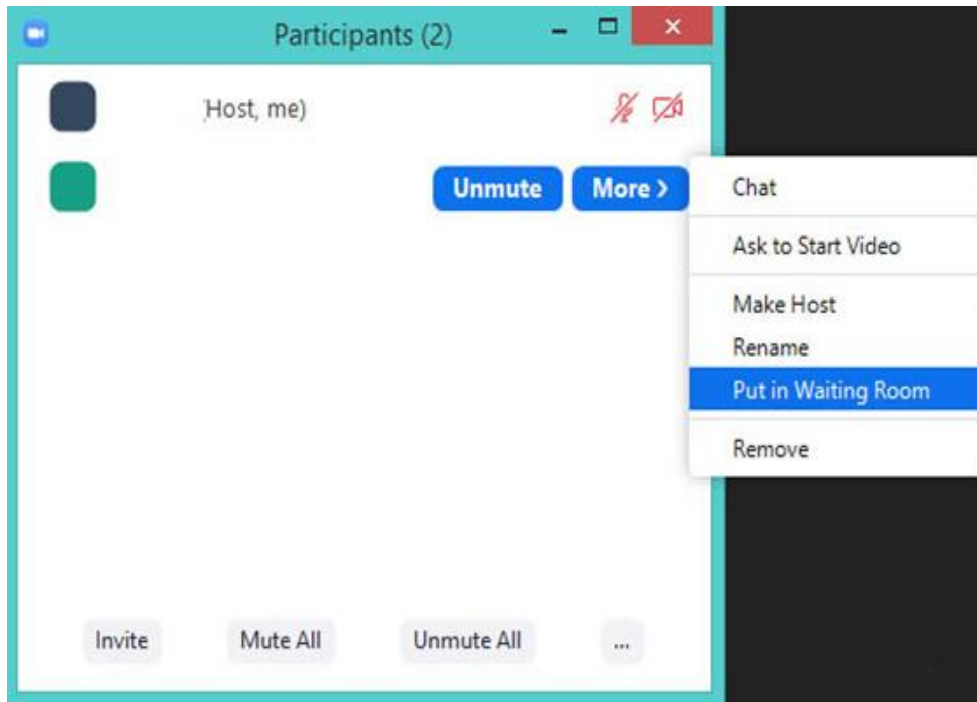 Participants (2)
Host, me)
Unmute
More >
Chat
Ask to Start Video
Make Host
Rename
Put in Waiting Room
Remove
Invite
Mute All
Unmute All
...